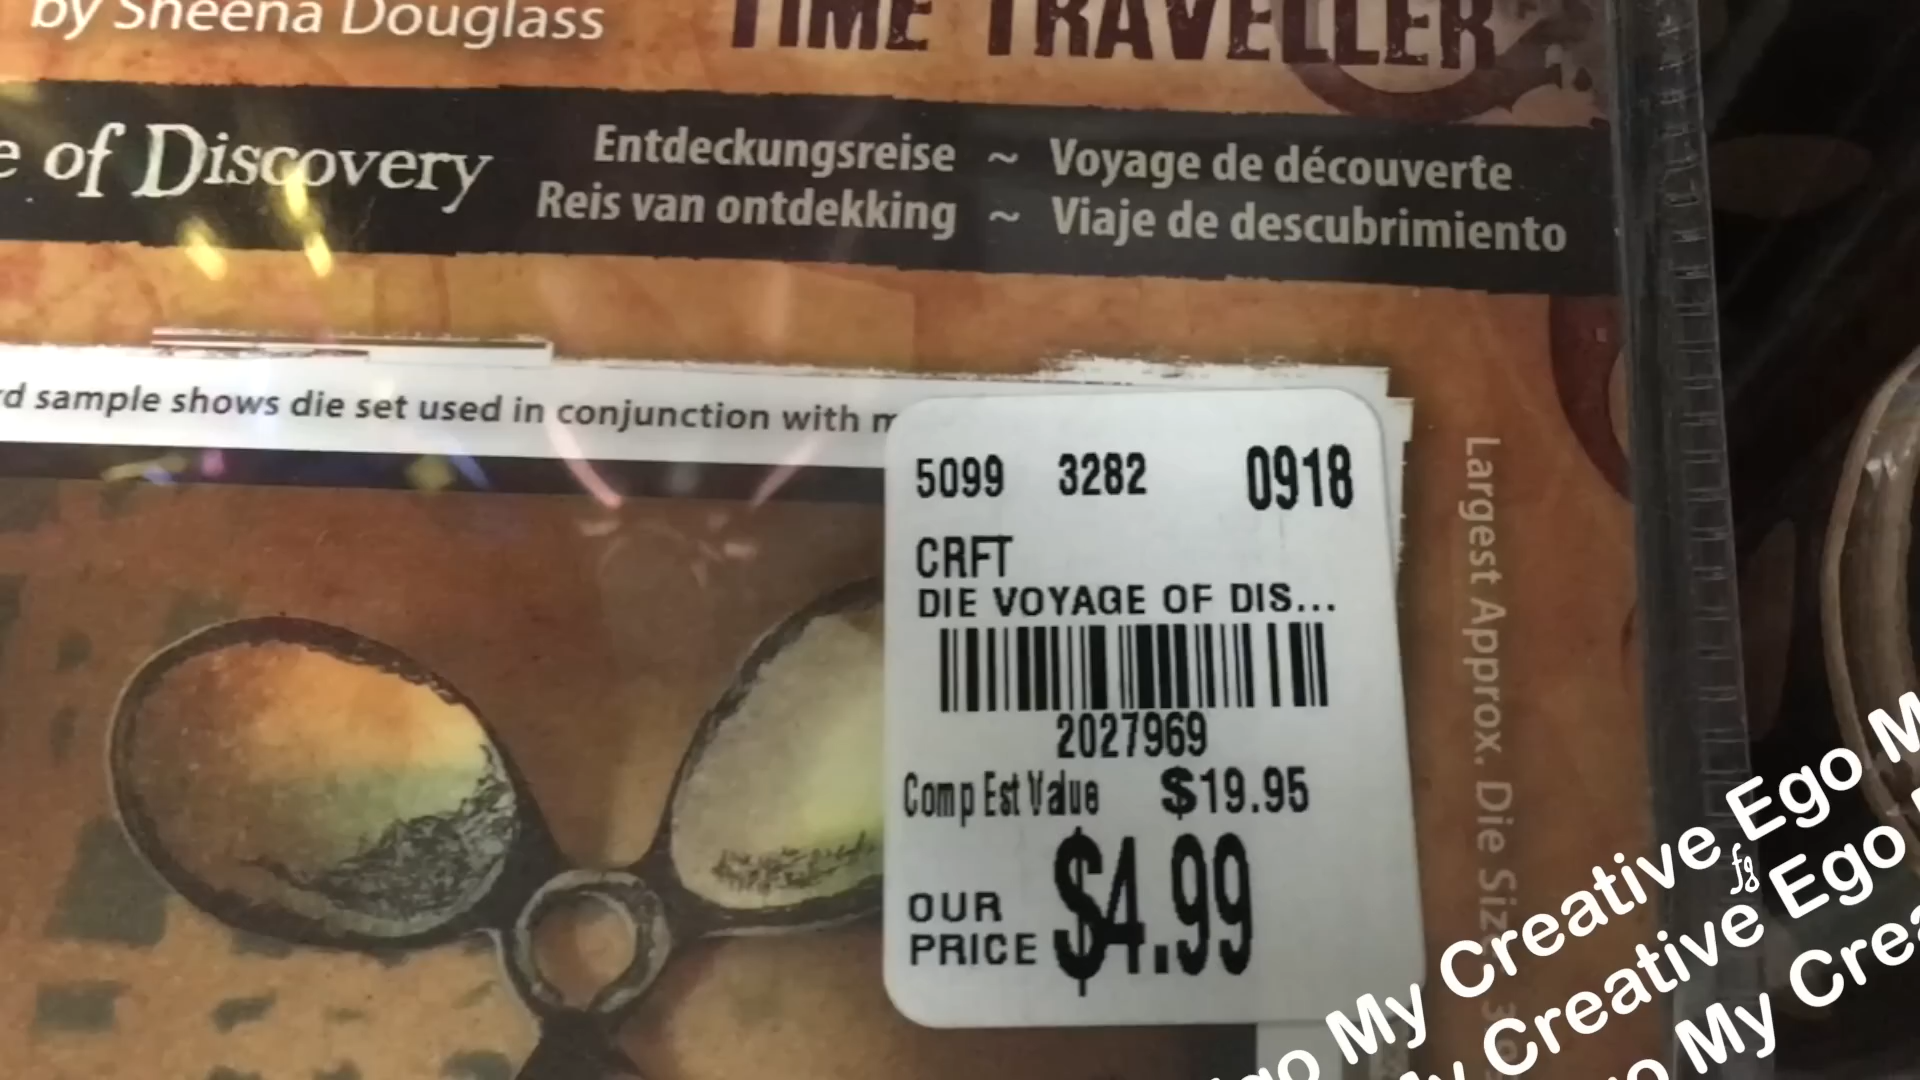 by Sheena Douglass
TIME TRAVELLER
of Discovery
Entdeckungsreise ~ Voyage de découverte
Reis van ontdekking ~ Viaje de descubrimiento
sample shows die set used in conjunction with
5099 3282 0918
CRFT
DIE VOYAGE OF DIS...
2027969
Comp Est Value $19.95
OUR PRICE $4.99
Largest Approx. Die Size
My Creative Ego
My Creative Ego
My